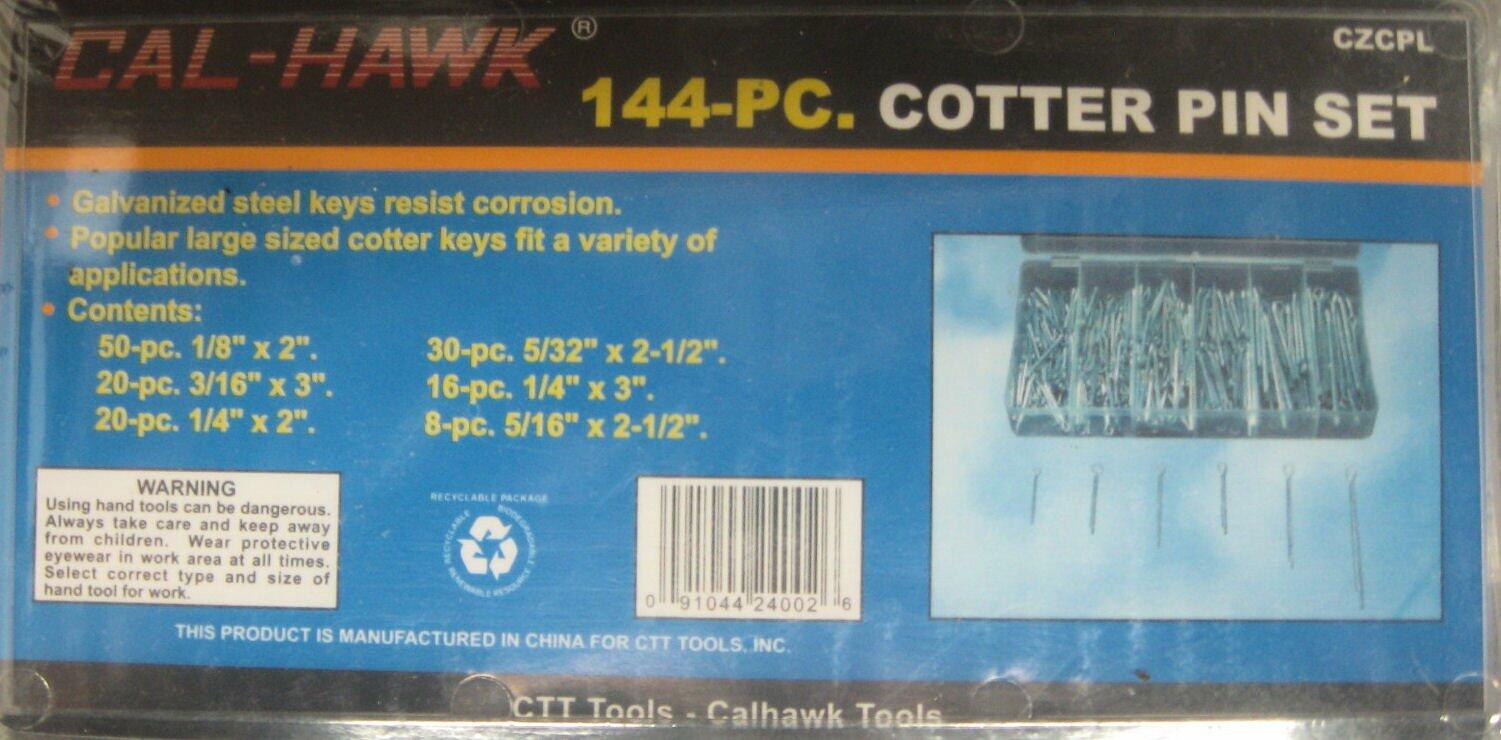 CAL-HAWK®
CZCPL
144-PC. COTTER PIN SET
• Galvanized steel keys resist corrosion.
• Popular large sized cotter keys fit a variety of
applications.
• Contents:
50-pc. 1/8" x 2". 30-pc. 5/32" x 2-1/2".
20-pc. 3/16" x 3". 16-pc. 1/4" x 3".
20-pc. 1/4" x 2". 8-pc. 5/16" x 2-1/2".
WARNING
Using hand tools can be dangerous.
Always take care and keep away
from children. Wear protective
eyewear in work area at all times.
Select correct type and size of
hand tool for work.
RECYCLABLE PACKAGE
RECYCLABLE BIODEGRADABLE RENEWABLE RESOURCE
0 91044 24002 6
THIS PRODUCT IS MANUFACTURED IN CHINA FOR CTT TOOLS, INC.
CTT Tools - Calhawk Tools